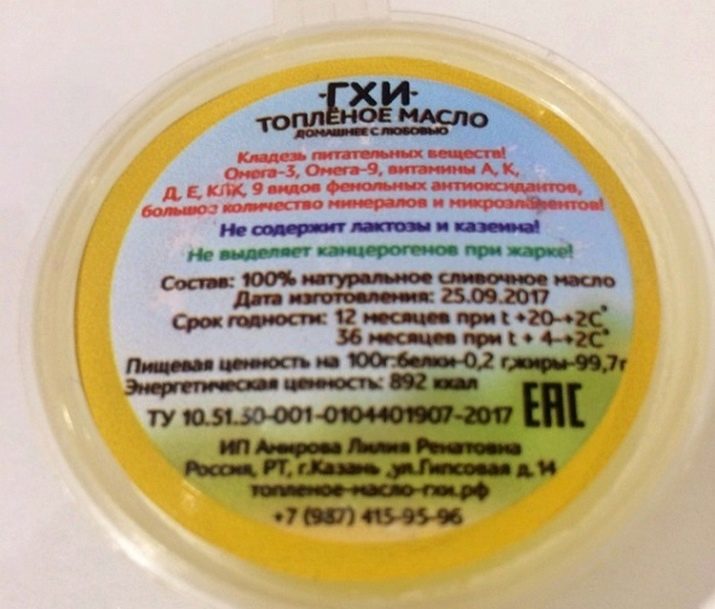 -ГХИ-
ТОПЛЁНОЕ МАСЛО
ДОМАШНЕЕ С ЛЮБОВЬЮ
Кладезь питательных веществ!
Омега-3, Омега-9, витамины А, К,
Д, Е, КЛК, 9 видов фенольных антиоксидантов,
большое количество минералов и микроэлементов!
Не содержит лактозы и казеина!
Не выделяет канцерогенов при жарке!
Состав: 100% натуральное сливочное масло
Дата изготовления: 25.09.2017
Срок годности: 12 месяцев при t +20-+2C°
36 месяцев при t + 4-+2C°
Пищевая ценность на 100г:белки-0,2 г,жиры-99,7г
Энергетическая ценность: 892 ккал
ТУ 10.51.30-001-0104401907-2017 EAC
ИП Амирова Лилия Ренатовна
Россия, РТ, г.Казань ,ул.Гипсовая д. 14
топленое-масло-гхи.рф
+7 (987) 415-95-96